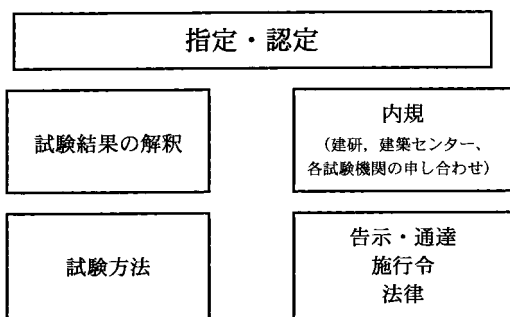 指定・認定
試験結果の解釈
内規
(建研，建築センター、
各試験機関の申し合わせ)
試験方法
告示・通達
施行令
法律